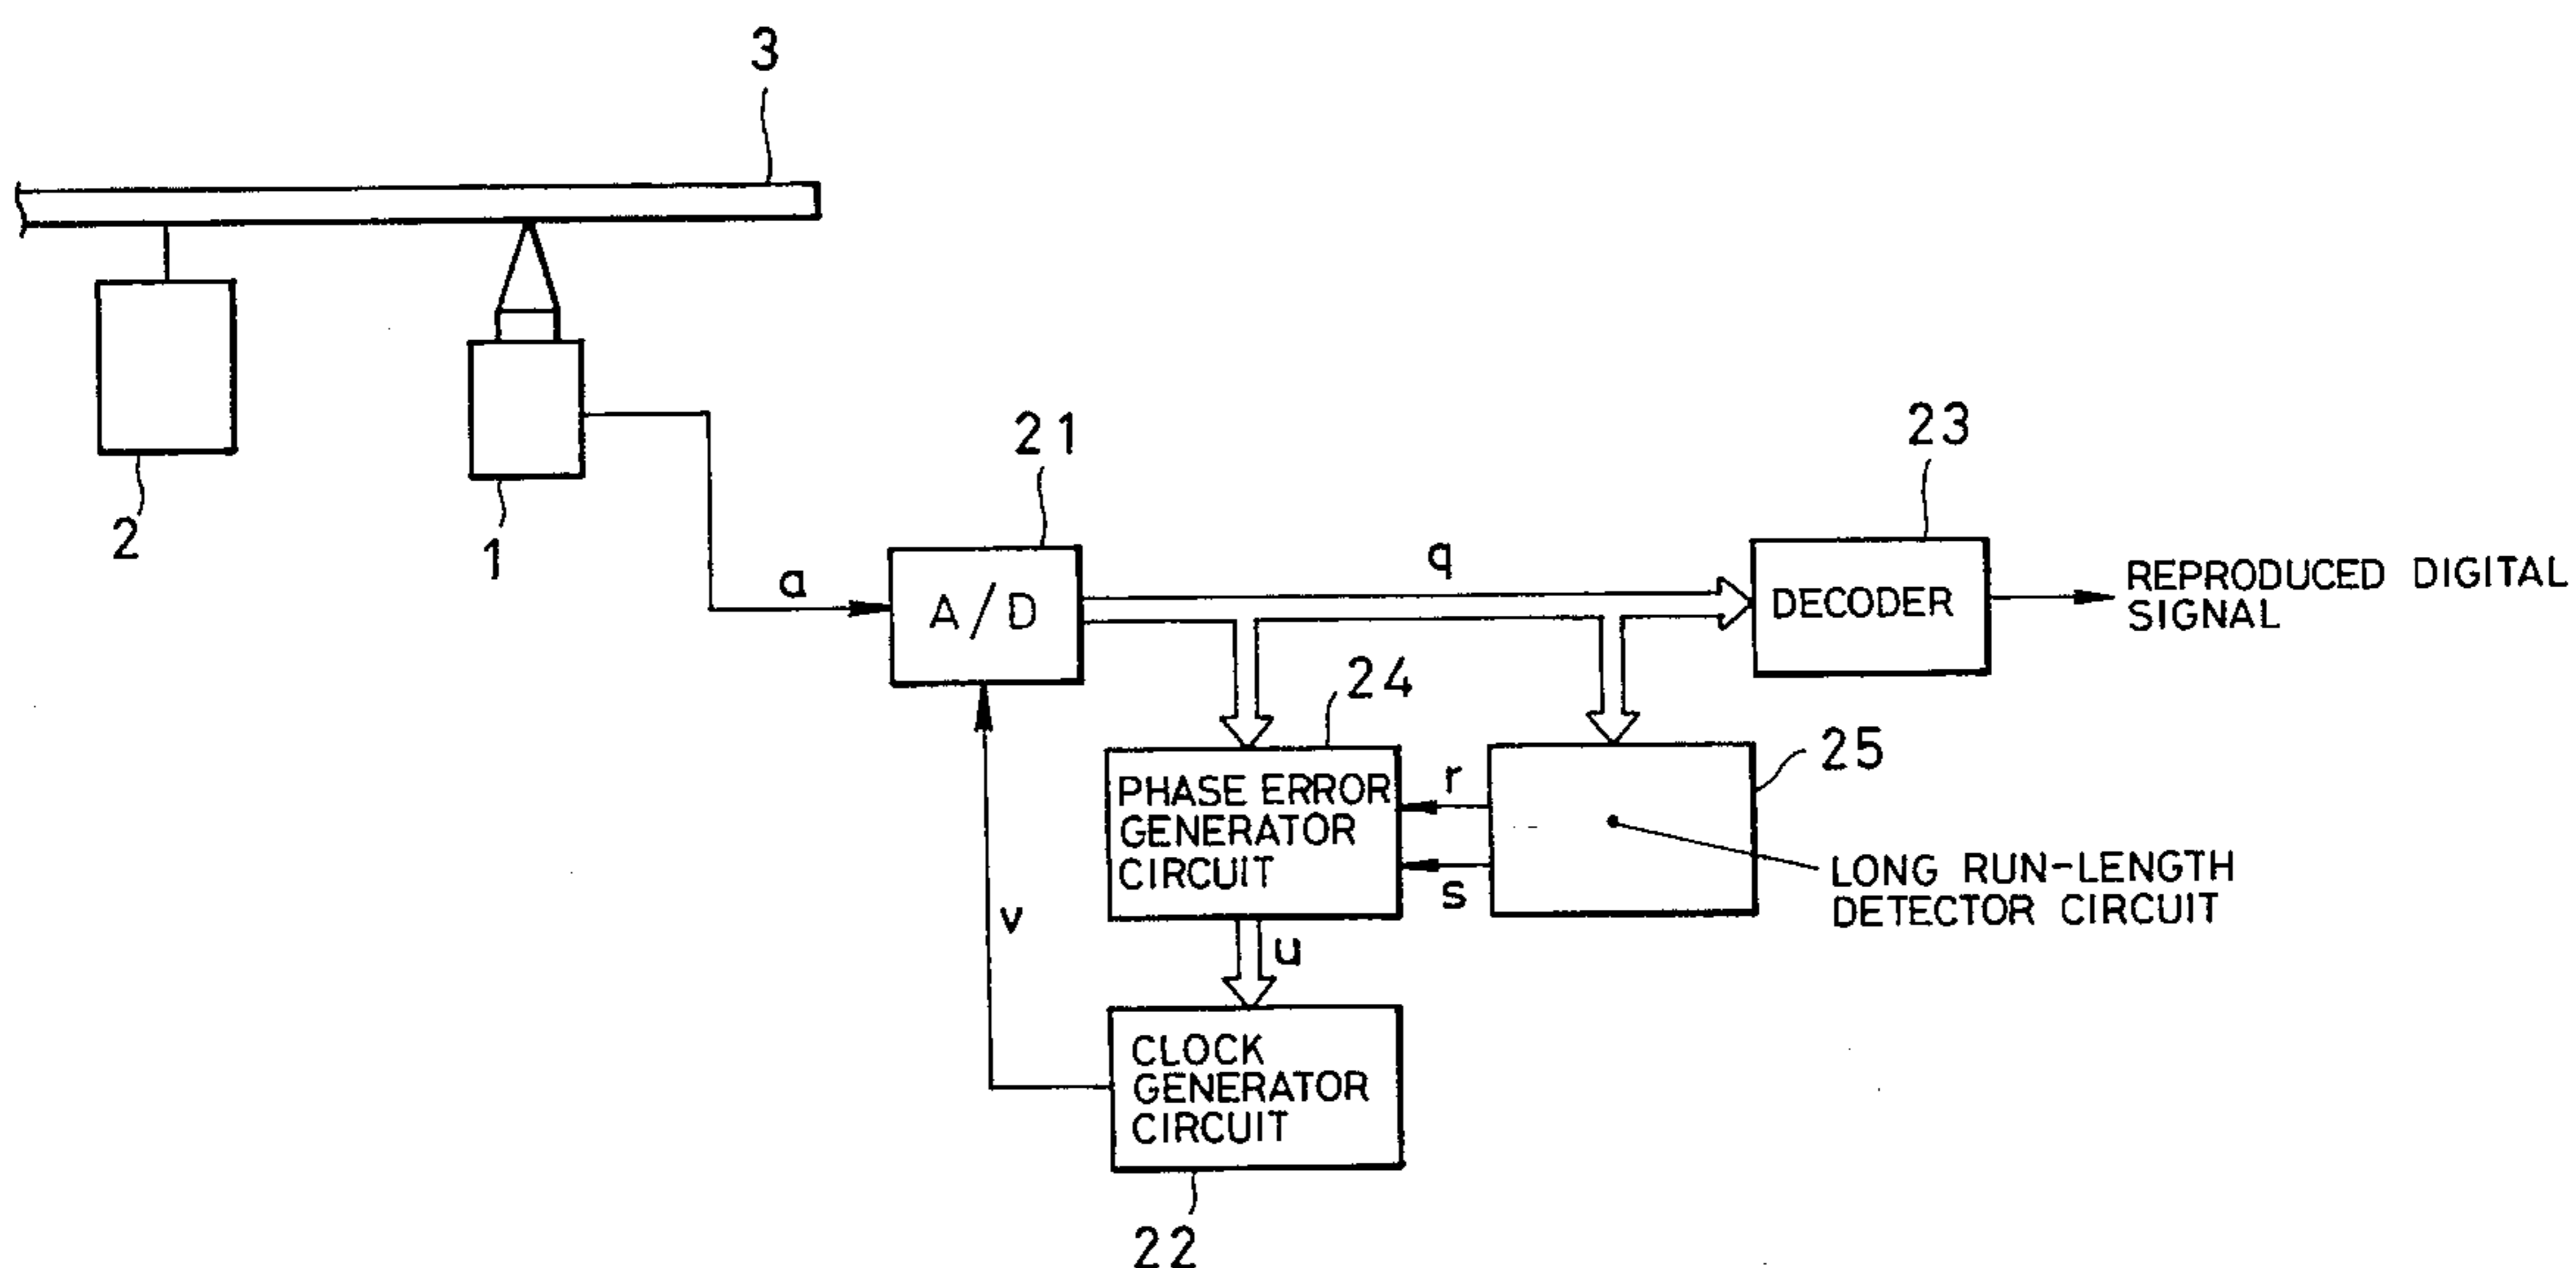 3
2
1
a
21
A/D
q
23
DECODER
REPRODUCED DIGITAL
SIGNAL
24
PHASE ERROR
GENERATOR
CIRCUIT
r
s
25
LONG RUN-LENGTH
DETECTOR CIRCUIT
u
v
CLOCK
GENERATOR
CIRCUIT
22